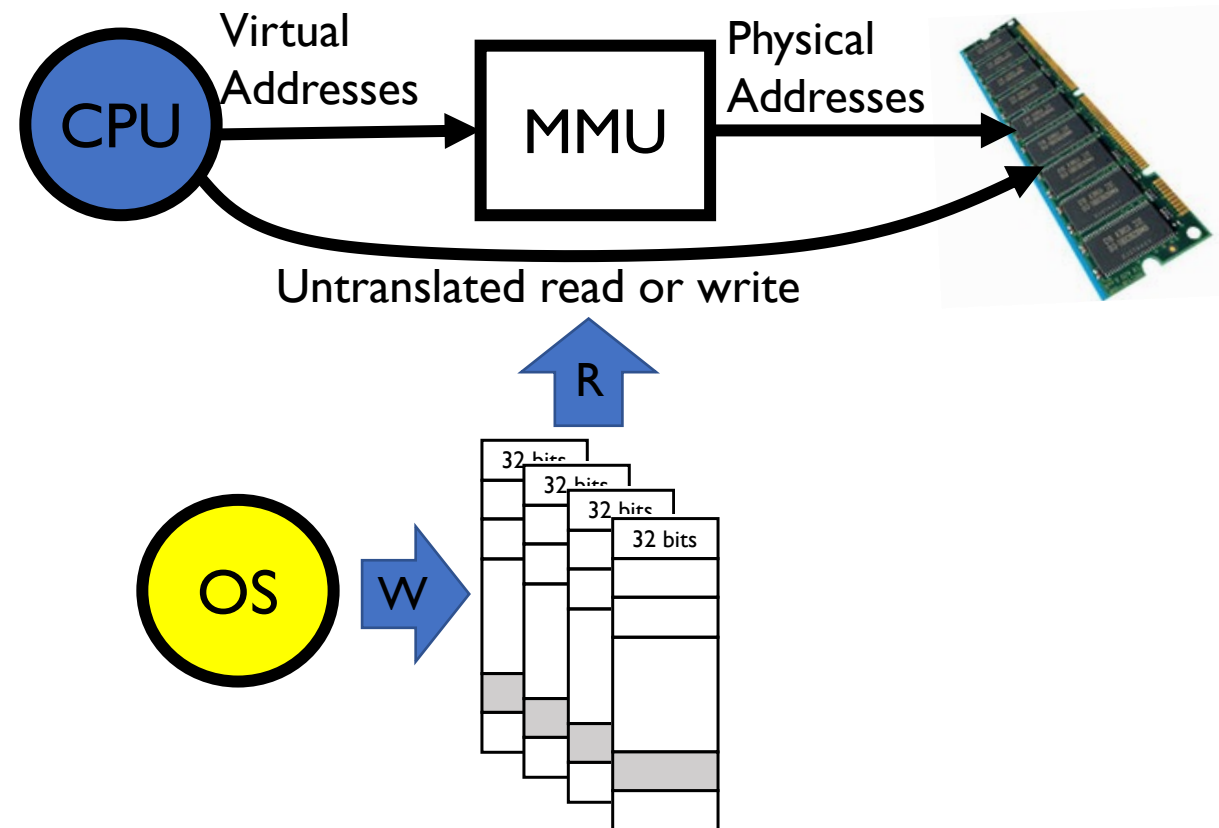 Virtual
Addresses
Physical
Addresses
CPU
MMU
Untranslated read or write
R
32 bits
32 bits
32 bits
32 bits
OS
W